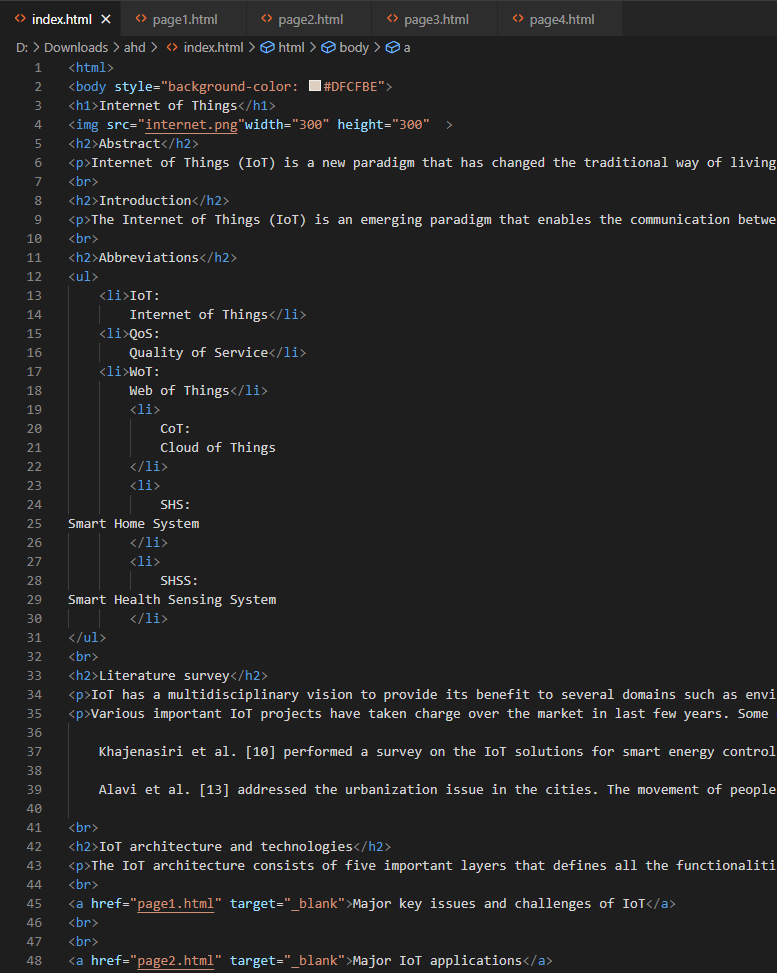 index.html × page1.html page2.html page3.html page4.html
D: > Downloads > ahd > index.html > html > body > a
1 <html>
2 <body style="background-color: #DFCFBE">
3 <h1>Internet of Things</h1>
4 <img src="internet.png"width="300" height="300"  >
5 <h2>Abstract</h2>
6 <p>Internet of Things (IoT) is a new paradigm that has changed the traditional way of living
7 <br>
8 <h2>Introduction</h2>
9 <p>The Internet of Things (IoT) is an emerging paradigm that enables the communication betwe
10 <br>
11 <h2>Abbreviations</h2>
12 <ul>
13 <li>IoT:
14 Internet of Things</li>
15 <li>QoS:
16 Quality of Service</li>
17 <li>WoT:
18 Web of Things</li>
19 <li>
20 CoT:
21 Cloud of Things
22 </li>
23 <li>
24 SHS:
25 Smart Home System
26 </li>
27 <li>
28 SHSS:
29 Smart Health Sensing System
30 </li>
31 </ul>
32 <br>
33 <h2>Literature survey</h2>
34 <p>IoT has a multidisciplinary vision to provide its benefit to several domains such as envi
35 <p>Various important IoT projects have taken charge over the market in last few years. Some
36
37 Khajenasiri et al. [10] performed a survey on the IoT solutions for smart energy control
38
39 Alavi et al. [13] addressed the urbanization issue in the cities. The movement of people
40
41 <br>
42 <h2>IoT architecture and technologies</h2>
43 <p>The IoT architecture consists of five important layers that defines all the functionaliti
44 <br>
45 <a href="page1.html" target="_blank">Major key issues and challenges of IoT</a>
46 <br>
47 <br>
48 <a href="page2.html" target="_blank">Major IoT applications</a>